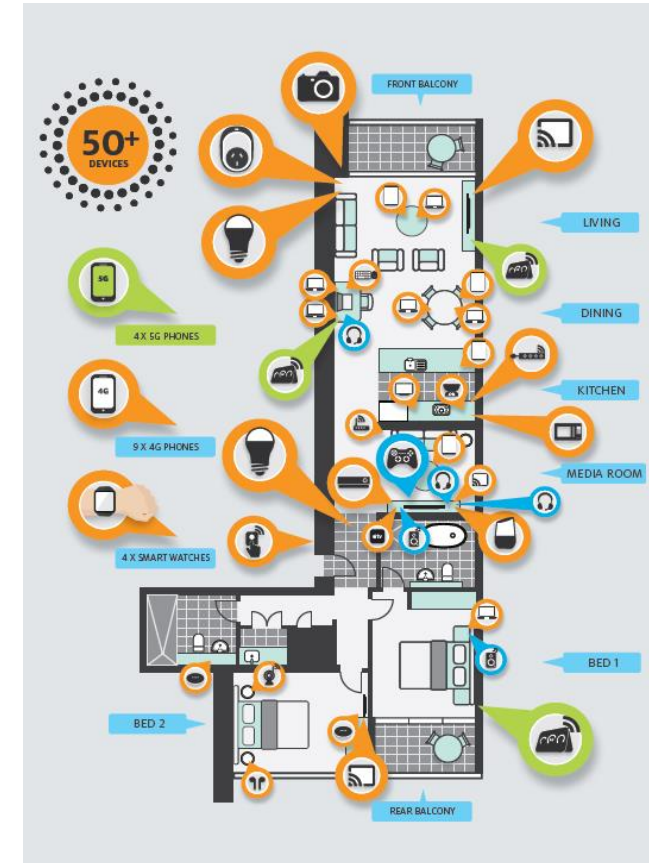 FRONT BALCONY
50+
DEVICES
LIVING
5G
4 X 5G PHONES
DINING
4G
KITCHEN
9 X 4G PHONES
MEDIA ROOM
4 X SMART WATCHES
tv
BED 1
BED 2
REAR BALCONY